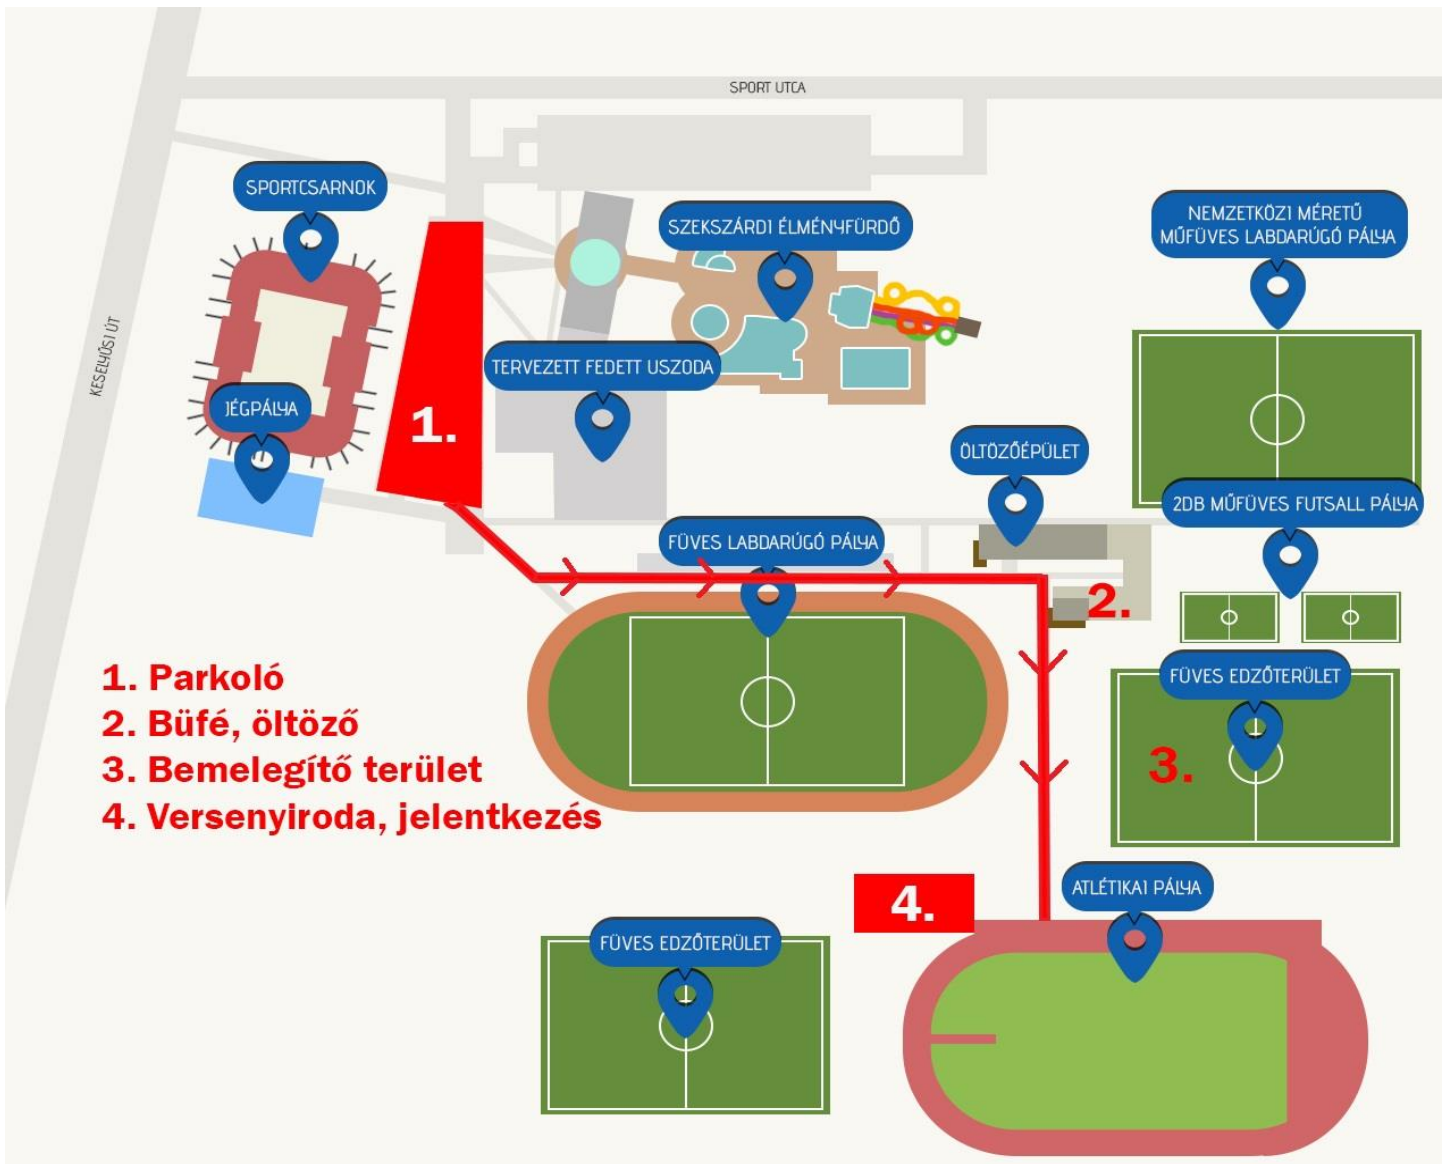 SPORT UTCA
KESELYŰSI ÚT
SPORTCSARNOK
SZEKSZÁRDI ÉLMÉNYFÜRDŐ
NEMZETKÖZI MÉRETŰ
MŰFÜVES LABDARÚGÓ PÁLYA
TERVEZETT FEDETT USZODA
JÉGPÁLYA
1.
ÖLTÖZŐÉPÜLET
2DB MŰFÜVES FUTSALL PÁLYA
FÜVES LABDARÚGÓ PÁLYA
2.
FÜVES EDZŐTERÜLET
3.
1. Parkoló
2. Büfé, öltöző
3. Bemelegítő terület
4. Versenyiroda, jelentkezés
4.
ATLÉTIKAI PÁLYA
FÜVES EDZŐTERÜLET